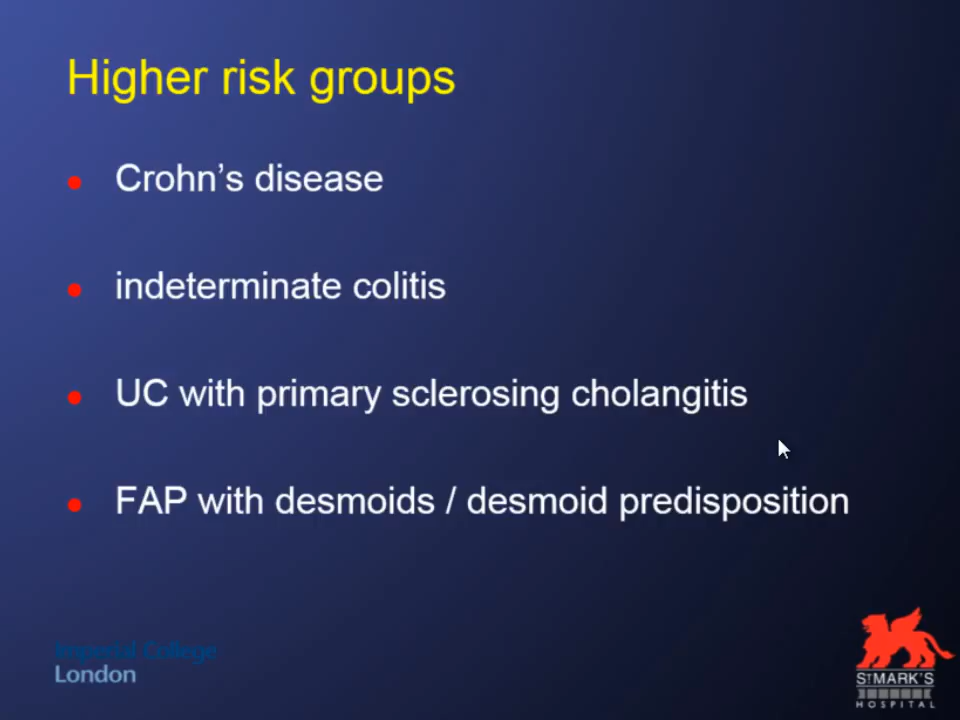 Higher risk groups
Crohn's disease
indeterminate colitis
UC with primary sclerosing cholangitis
FAP with desmoids / desmoid predisposition
Imperial College
London
ST MARK'S
HOSPITAL